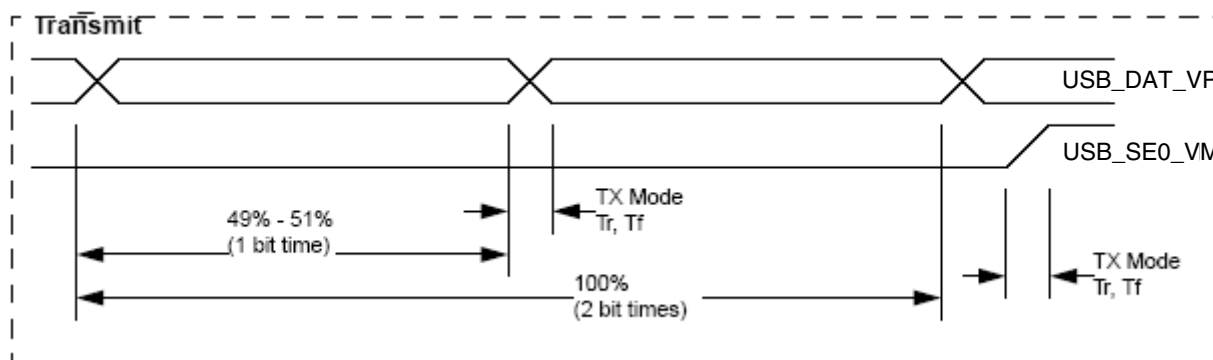 Transmit
USB_DAT_VP
USB_SE0_VM
TX Mode
Tr, Tf
49% - 51%
(1 bit time)
100%
(2 bit times)
TX Mode
Tr, Tf